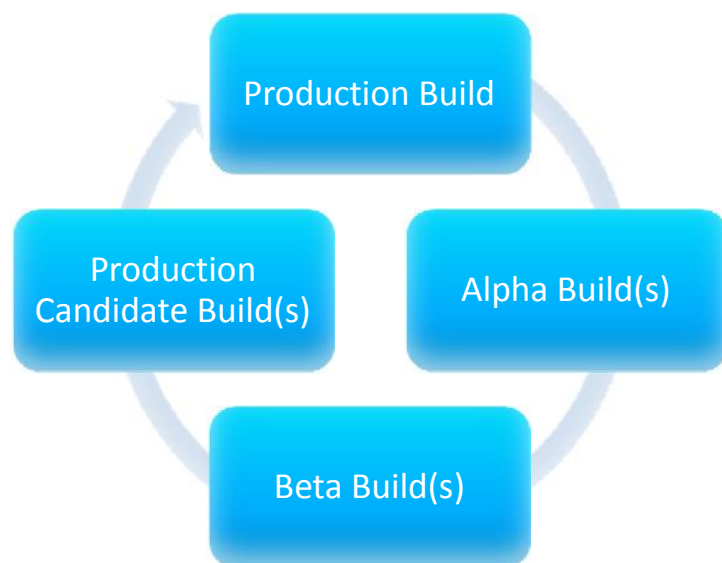 Production Build
Alpha Build(s)
Beta Build(s)
Production
Candidate Build(s)